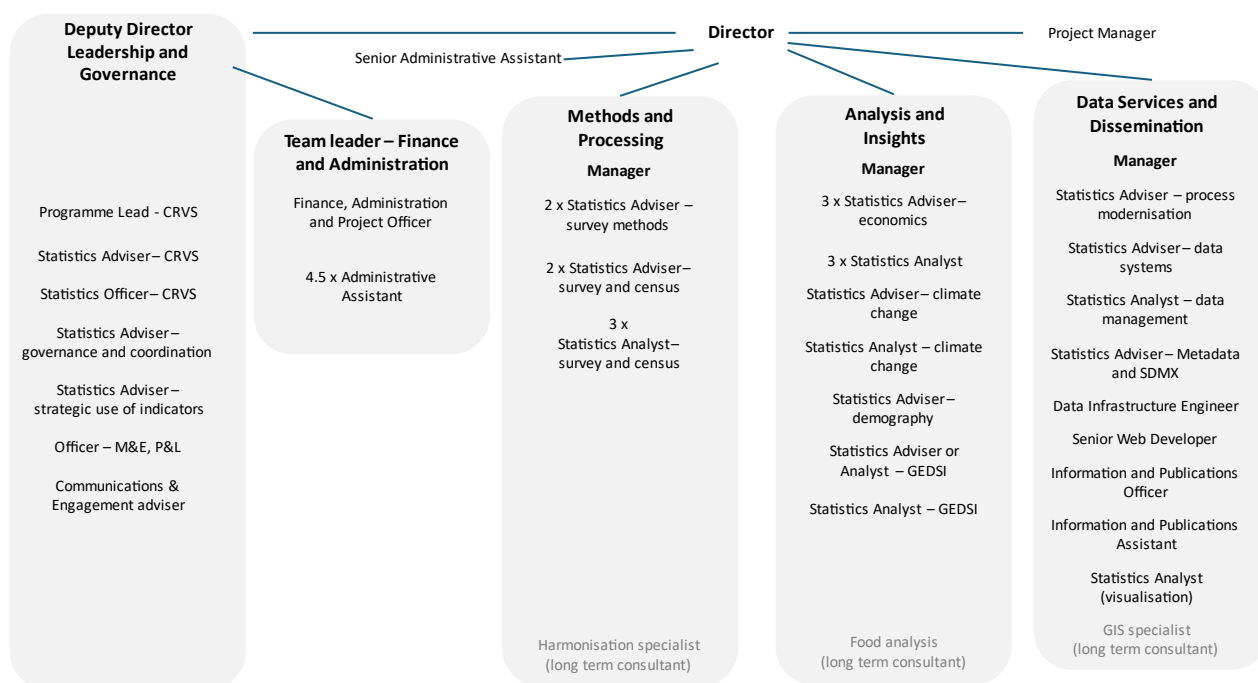 Deputy Director
Leadership and
Governance
Programme Lead - CRVS
Statistics Adviser– CRVS
Statistics Officer– CRVS
Statistics Adviser–
governance and coordination
Statistics Adviser–
strategic use of indicators
Officer – M&E, P&L
Communications &
Engagement adviser
Director
Project Manager
Senior Administrative Assistant
Team leader – Finance
and Administration
Finance, Administration
and Project Officer
4.5 x Administrative
Assistant
Methods and
Processing
Manager
2 x Statistics Adviser –
survey methods
2 x Statistics Adviser–
survey and census
3 x
Statistics Analyst–
survey and census
Harmonisation specialist
(long term consultant)
Analysis and
Insights
Manager
3 x Statistics Adviser–
economics
3 x Statistics Analyst
Statistics Adviser– climate
change
Statistics Analyst – climate
change
Statistics Adviser–
demography
Statistics Adviser or
Analyst – GEDSI
Statistics Analyst – GEDSI
Food analysis
(long term consultant)
Data Services and
Dissemination
Manager
Statistics Adviser – process
modernisation
Statistics Adviser– data
systems
Statistics Analyst – data
management
Statistics Adviser– Metadata
and SDMX
Data Infrastructure Engineer
Senior Web Developer
Information and Publications
Officer
Information and Publications
Assistant
Statistics Analyst
(visualisation)
GIS specialist
(long term consultant)